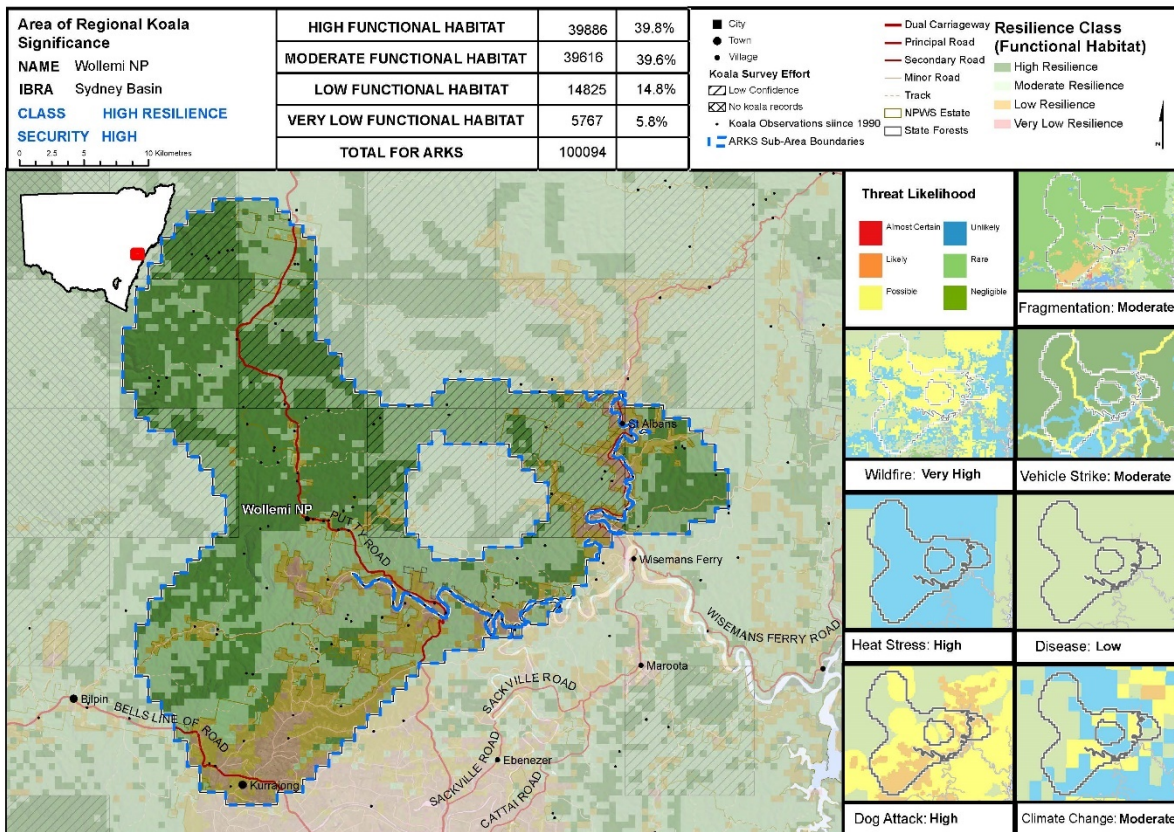 Area of Regional Koala
Significance
NAME Wollemi NP
IBRA Sydney Basin
CLASS HIGH RESILIENCE
SECURITY HIGH
0 2.5 5 10 Kilometres
HIGH FUNCTIONAL HABITAT 39886 39.8%
MODERATE FUNCTIONAL HABITAT 39616 39.6%
LOW FUNCTIONAL HABITAT 14825 14.8%
VERY LOW FUNCTIONAL HABITAT 5767 5.8%
TOTAL FOR ARKS 100094
City
Town
Village
Koala Survey Effort
Low Confidence
No koala records
Koala Observations siince 1990
ARKS Sub-Area Boundaries
Dual Carriageway
Principal Road
Secondary Road
Minor Road
Track
NPWS Estate
State Forests
Resilience Class
(Functional Habitat)
High Resilience
Moderate Resilience
Low Resilience
Very Low Resilience
N
St Albans
Wollemi NP
PUTTY ROAD
Wisemans Ferry
WISEMANS FERRY ROAD
Maroota
SACKVILLE ROAD
Bilpin
BELLS LINE OF ROAD
Ebenezer
SACKVILLE ROAD
CATTAI ROAD
Kurrajong
Threat Likelihood
Almost Certain
Unlikely
Likely
Rare
Possible
Negligible
Fragmentation: Moderate
Wildfire: Very High
Vehicle Strike: Moderate
Heat Stress: High
Disease: Low
Dog Attack: High
Climate Change: Moderate